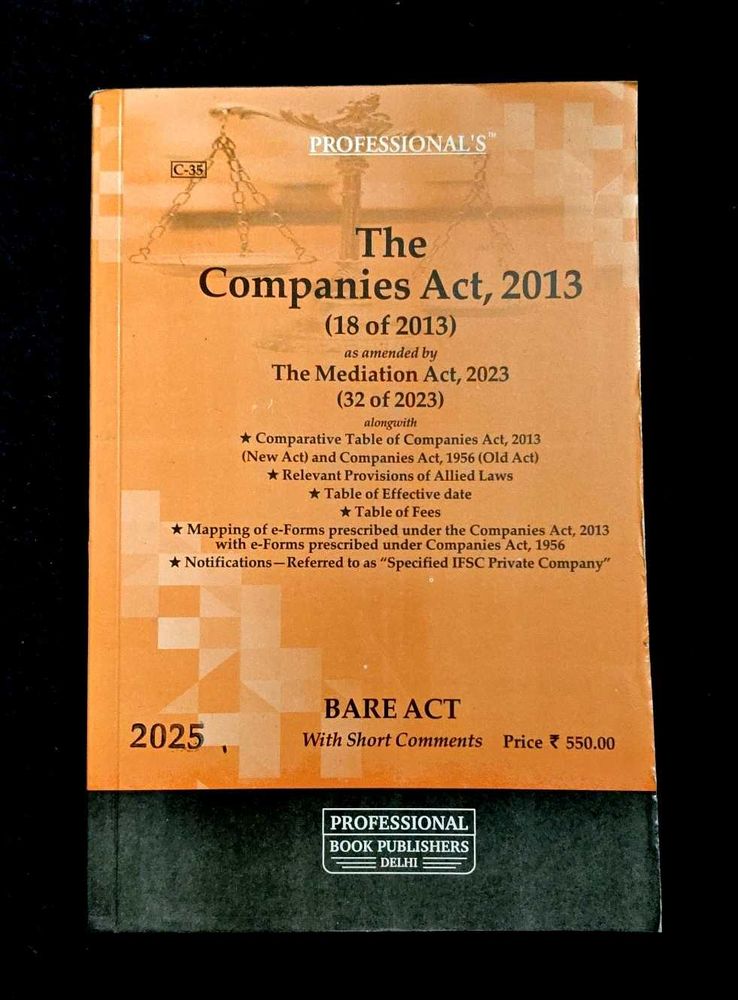 PROFESSIONAL'S™
C-35
The
Companies Act, 2013
(18 of 2013)
as amended by
The Mediation Act, 2023
(32 of 2023)
alongwith
★ Comparative Table of Companies Act, 2013
(New Act) and Companies Act, 1956 (Old Act)
★ Relevant Provisions of Allied Laws
★ Table of Effective date
★ Table of Fees
★ Mapping of e-Forms prescribed under the Companies Act, 2013
with e-Forms prescribed under Companies Act, 1956
★ Notifications—Referred to as “Specified IFSC Private Company”
BARE ACT
2025 With Short Comments Price ₹ 550.00
PROFESSIONAL
BOOK PUBLISHERS
DELHI